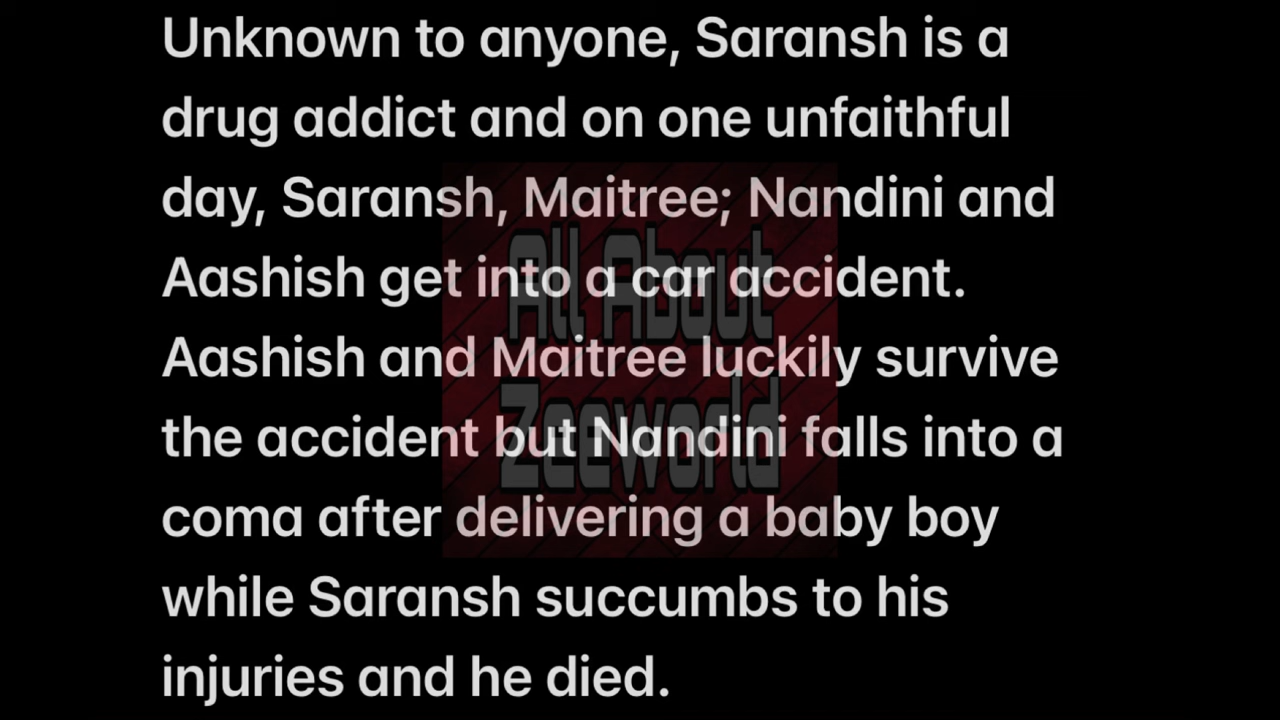 Unknown to anyone, Saransh is a
drug addict and on one unfaithful
day, Saransh, Maitree; Nandini and
Aashish get into a car accident.
Aashish and Maitree luckily survive
the accident but Nandini falls into a
coma after delivering a baby boy
while Saransh succumbs to his
injuries and he died.
All About
Zeeworld